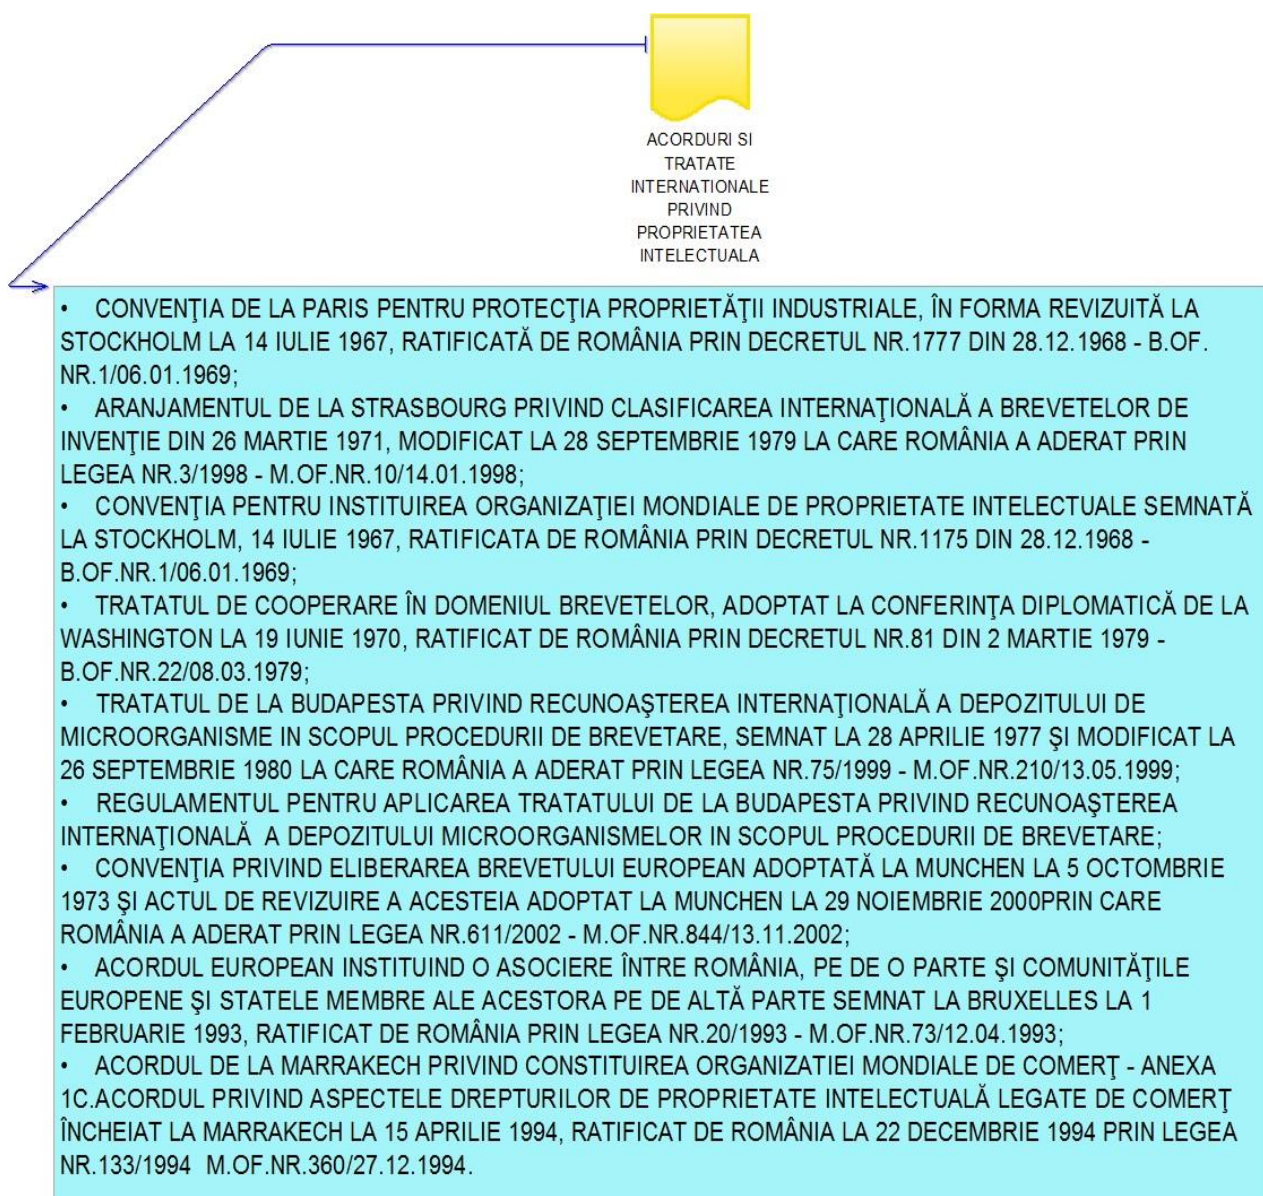 ACORDURI SI
TRATATE
INTERNATIONALE
PRIVIND
PROPRIETATEA
INTELECTUALA
• CONVENŢIA DE LA PARIS PENTRU PROTECŢIA PROPRIETĂŢII INDUSTRIALE, ÎN FORMA REVIZUITĂ LA
STOCKHOLM LA 14 IULIE 1967, RATIFICATĂ DE ROMÂNIA PRIN DECRETUL NR.1777 DIN 28.12.1968 - B.OF.
NR.1/06.01.1969;
• ARANJAMENTUL DE LA STRASBOURG PRIVIND CLASIFICAREA INTERNAŢIONALĂ A BREVETELOR DE
INVENŢIE DIN 26 MARTIE 1971, MODIFICAT LA 28 SEPTEMBRIE 1979 LA CARE ROMÂNIA A ADERAT PRIN
LEGEA NR.3/1998 - M.OF.NR.10/14.01.1998;
• CONVENŢIA PENTRU INSTITUIREA ORGANIZAŢIEI MONDIALE DE PROPRIETATE INTELECTUALE SEMNATĂ
LA STOCKHOLM, 14 IULIE 1967, RATIFICATA DE ROMÂNIA PRIN DECRETUL NR.1175 DIN 28.12.1968 -
B.OF.NR.1/06.01.1969;
• TRATATUL DE COOPERARE ÎN DOMENIUL BREVETELOR, ADOPTAT LA CONFERINŢA DIPLOMATICĂ DE LA
WASHINGTON LA 19 IUNIE 1970, RATIFICAT DE ROMÂNIA PRIN DECRETUL NR.81 DIN 2 MARTIE 1979 -
B.OF.NR.22/08.03.1979;
• TRATATUL DE LA BUDAPESTA PRIVIND RECUNOAŞTEREA INTERNAŢIONALĂ A DEPOZITULUI DE
MICROORGANISME IN SCOPUL PROCEDURII DE BREVETARE, SEMNAT LA 28 APRILIE 1977 ŞI MODIFICAT LA
26 SEPTEMBRIE 1980 LA CARE ROMÂNIA A ADERAT PRIN LEGEA NR.75/1999 - M.OF.NR.210/13.05.1999;
• REGULAMENTUL PENTRU APLICAREA TRATATULUI DE LA BUDAPESTA PRIVIND RECUNOAŞTEREA
INTERNAŢIONALĂ A DEPOZITULUI MICROORGANISMELOR IN SCOPUL PROCEDURII DE BREVETARE;
• CONVENŢIA PRIVIND ELIBERAREA BREVETULUI EUROPEAN ADOPTATĂ LA MUNCHEN LA 5 OCTOMBRIE
1973 ŞI ACTUL DE REVIZUIRE A ACESTEIA ADOPTAT LA MUNCHEN LA 29 NOIEMBRIE 2000PRIN CARE
ROMÂNIA A ADERAT PRIN LEGEA NR.611/2002 - M.OF.NR.844/13.11.2002;
• ACORDUL EUROPEAN INSTITUIND O ASOCIERE ÎNTRE ROMÂNIA, PE DE O PARTE ŞI COMUNITĂŢILE
EUROPENE ŞI STATELE MEMBRE ALE ACESTORA PE DE ALTĂ PARTE SEMNAT LA BRUXELLES LA 1
FEBRUARIE 1993, RATIFICAT DE ROMÂNIA PRIN LEGEA NR.20/1993 - M.OF.NR.73/12.04.1993;
• ACORDUL DE LA MARRAKECH PRIVIND CONSTITUIREA ORGANIZATIEI MONDIALE DE COMERŢ - ANEXA
1C.ACORDUL PRIVIND ASPECTELE DREPTURILOR DE PROPRIETATE INTELECTUALĂ LEGATE DE COMERŢ
ÎNCHEIAT LA MARRAKECH LA 15 APRILIE 1994, RATIFICAT DE ROMÂNIA LA 22 DECEMBRIE 1994 PRIN LEGEA
NR.133/1994 M.OF.NR.360/27.12.1994.